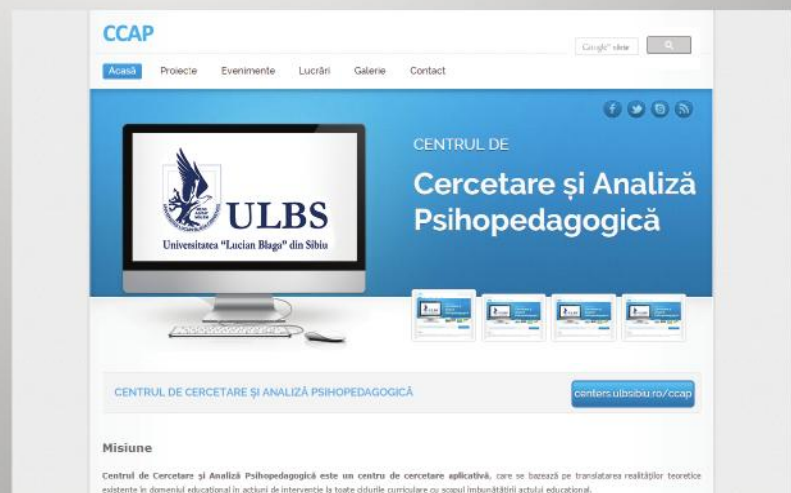 CCAP
Acasă Proiecte Evenimente Lucrări Galerie Contact
CENTRUL DE
Cercetare și Analiză
Psihopedagogică
ULBS
Universitatea "Lucian Blaga" din Sibiu
CENTRUL DE CERCETARE ȘI ANALIZĂ PSIHOPEDAGOGICĂ
centers.ulbsibiu.ro/ccap
Misiune
Centrul de Cercetare și Analiză Psihopedagogică este un centru de cercetare aplicativă, care se bazează pe translatarea realităților teoretice
existente în domeniul educațional în acțiuni de intervenție la toate ciclurile curriculare cu scopul îmbunătățirii actului educațional.